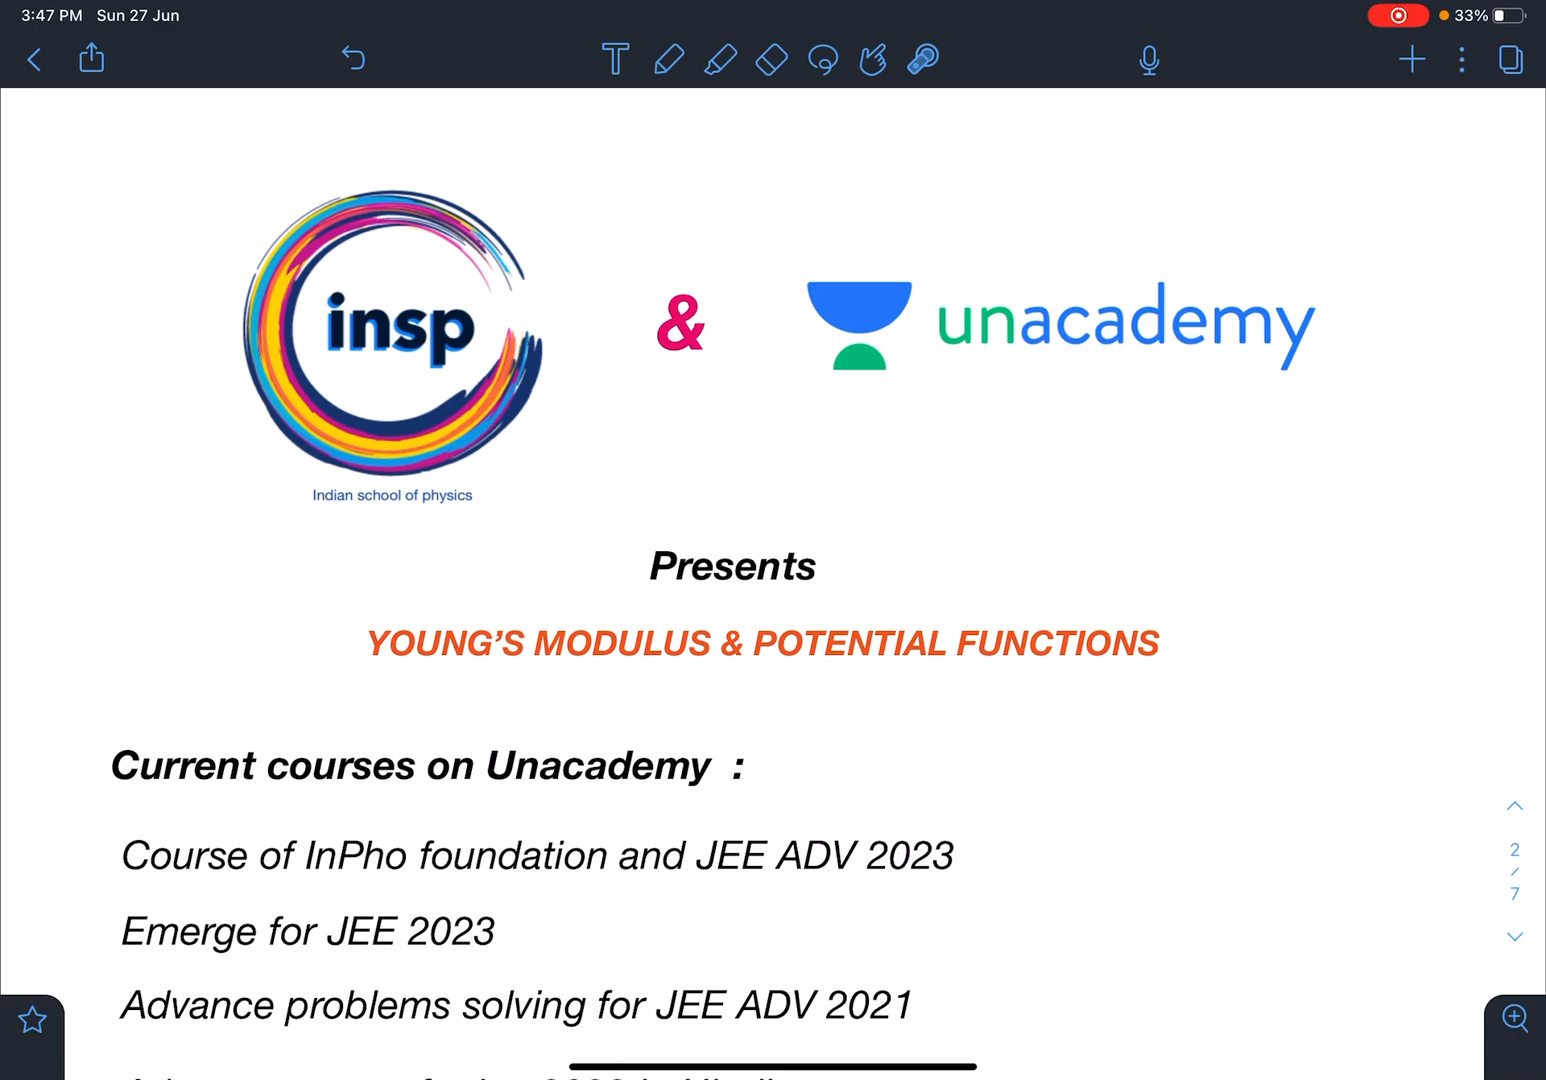 3:47 PM Sun 27 Jun
33%
insp
&
unacademy
Indian school of physics
Presents
YOUNG'S MODULUS & POTENTIAL FUNCTIONS
Current courses on Unacademy :
Course of InPho foundation and JEE ADV 2023
Emerge for JEE 2023
Advance problems solving for JEE ADV 2021
2
/
7